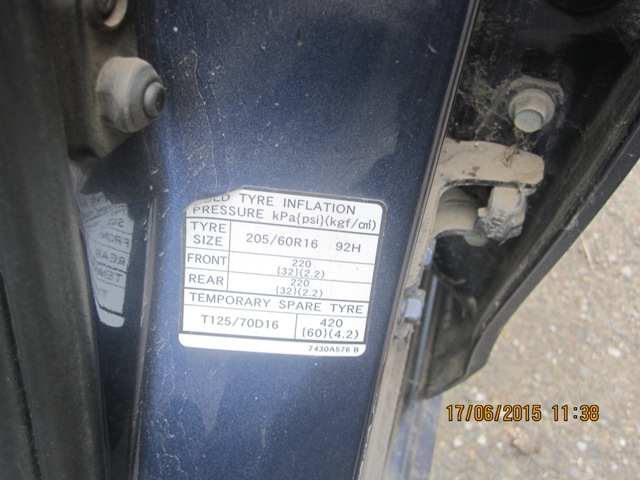 COLD TYRE INFLATION
PRESSURE kPa{psi}(kgf/cm²)
TYRE SIZE 205/60R16 92H
FRONT 220 (32)(2.2)
REAR 220 (32)(2.2)
TEMPORARY SPARE TYRE
T125/70D16 420 (60)(4.2)
7430A576 B
17/06/2015 11:38